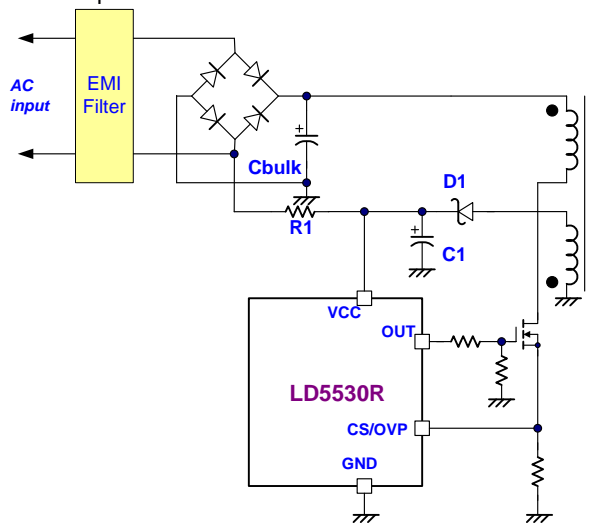 AC
input
EMI
Filter
Cbulk
R1
D1
C1
VCC
OUT
LD5530R
CS/OVP
GND